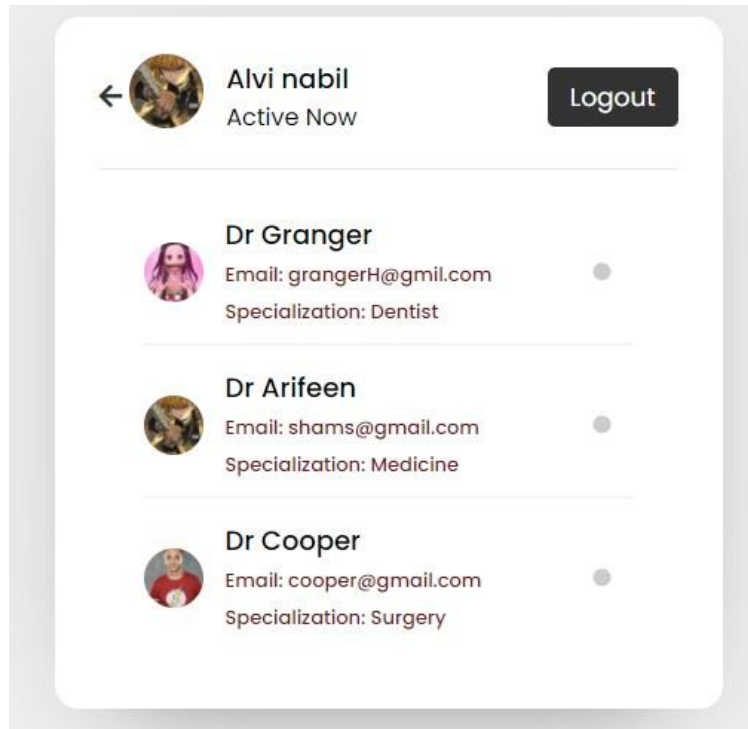 Alvi nabil
Active Now
Logout
Dr Granger
Email: grangerH@gmil.com
Specialization: Dentist
Dr Arifeen
Email: shams@gmail.com
Specialization: Medicine
Dr Cooper
Email: cooper@gmail.com
Specialization: Surgery